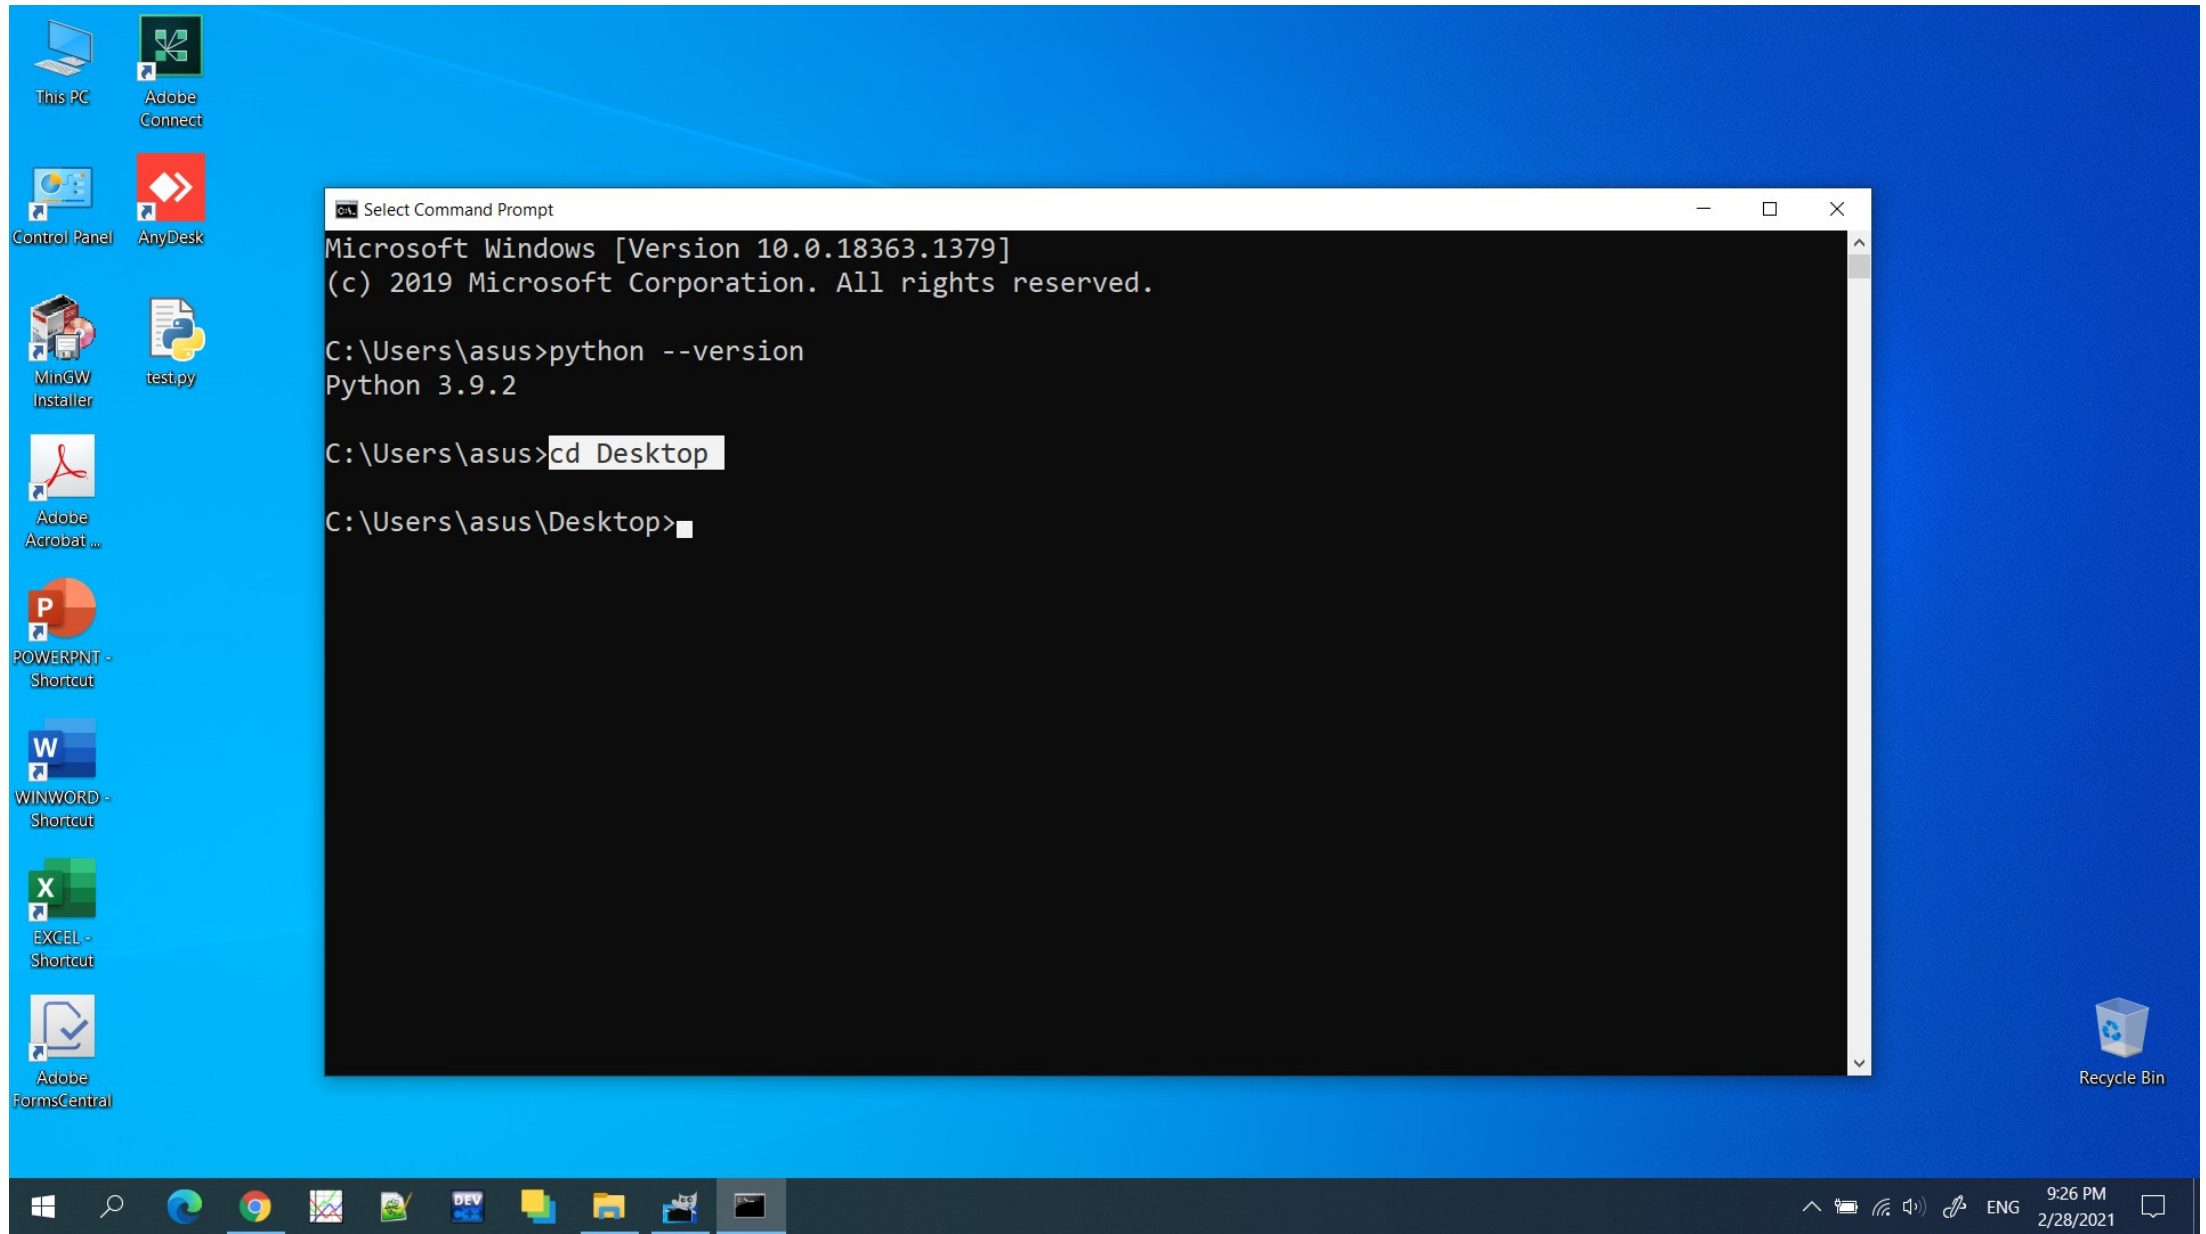 This PC
Adobe
Connect
Control Panel
AnyDesk
MinGW
Installer
test.py
Adobe
Acrobat ...
POWERPNT -
Shortcut
WINWORD -
Shortcut
EXCEL -
Shortcut
Adobe
FormsCentral
Select Command Prompt
Microsoft Windows [Version 10.0.18363.1379]
(c) 2019 Microsoft Corporation. All rights reserved.
C:\Users\asus>python --version
Python 3.9.2
C:\Users\asus>cd Desktop
C:\Users\asus\Desktop>
Recycle Bin
DEV
C++
ENG
9:26 PM
2/28/2021